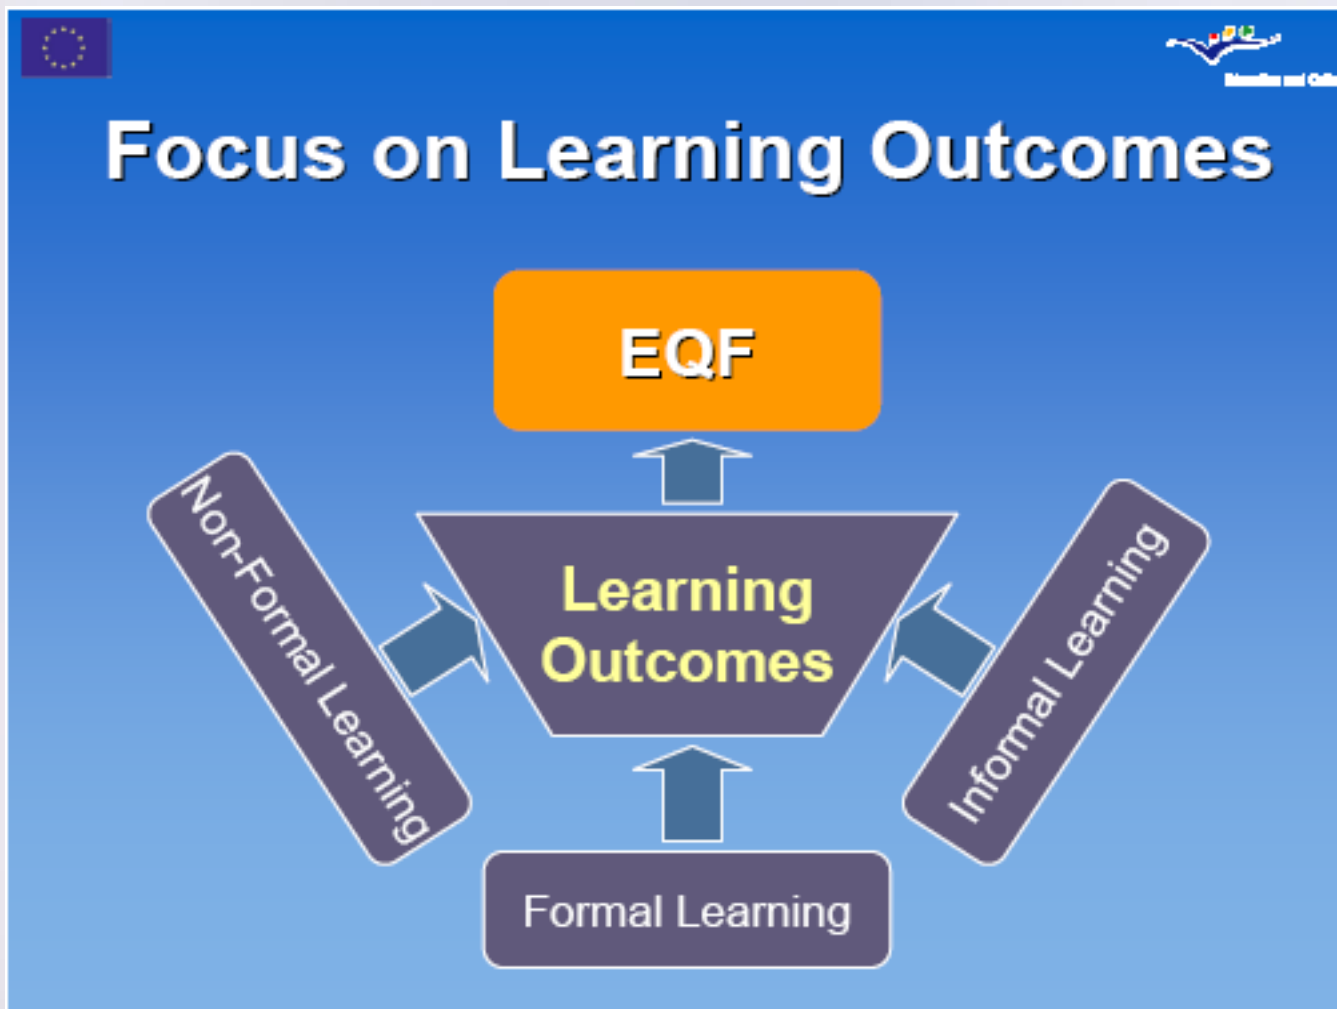 Focus on Learning Outcomes
EQF
Non-Formal Learning
Learning
Outcomes
Informal Learning
Formal Learning